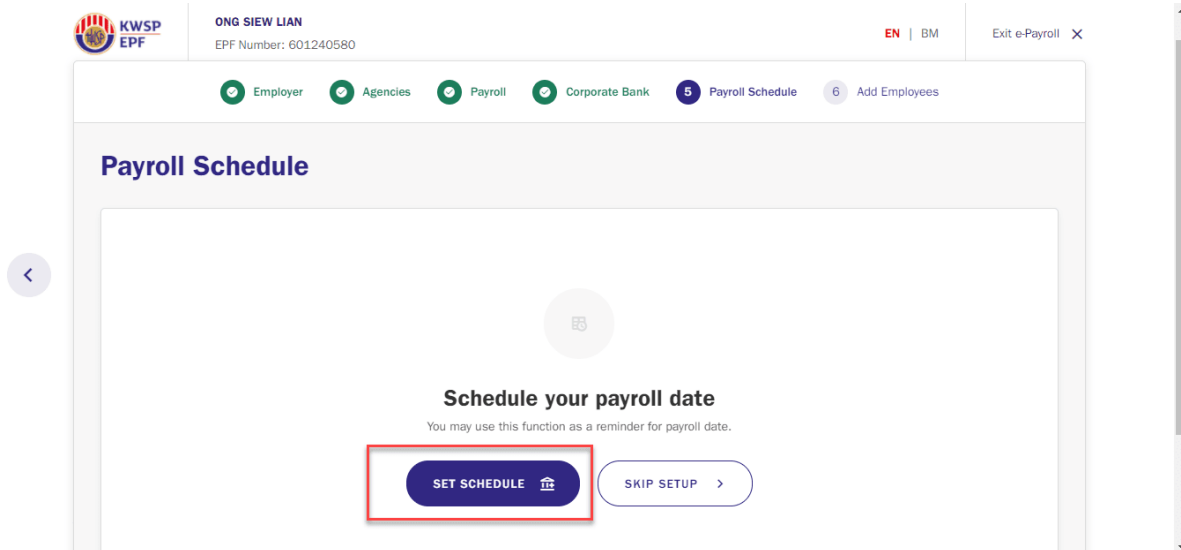 KWSP
EPF
ONG SIEW LIAN
EPF Number: 601240580
EN | BM
Exit e-Payroll
Employer
Agencies
Payroll
Corporate Bank
5 Payroll Schedule
6 Add Employees
Payroll Schedule
Schedule your payroll date
You may use this function as a reminder for payroll date.
SET SCHEDULE
SKIP SETUP